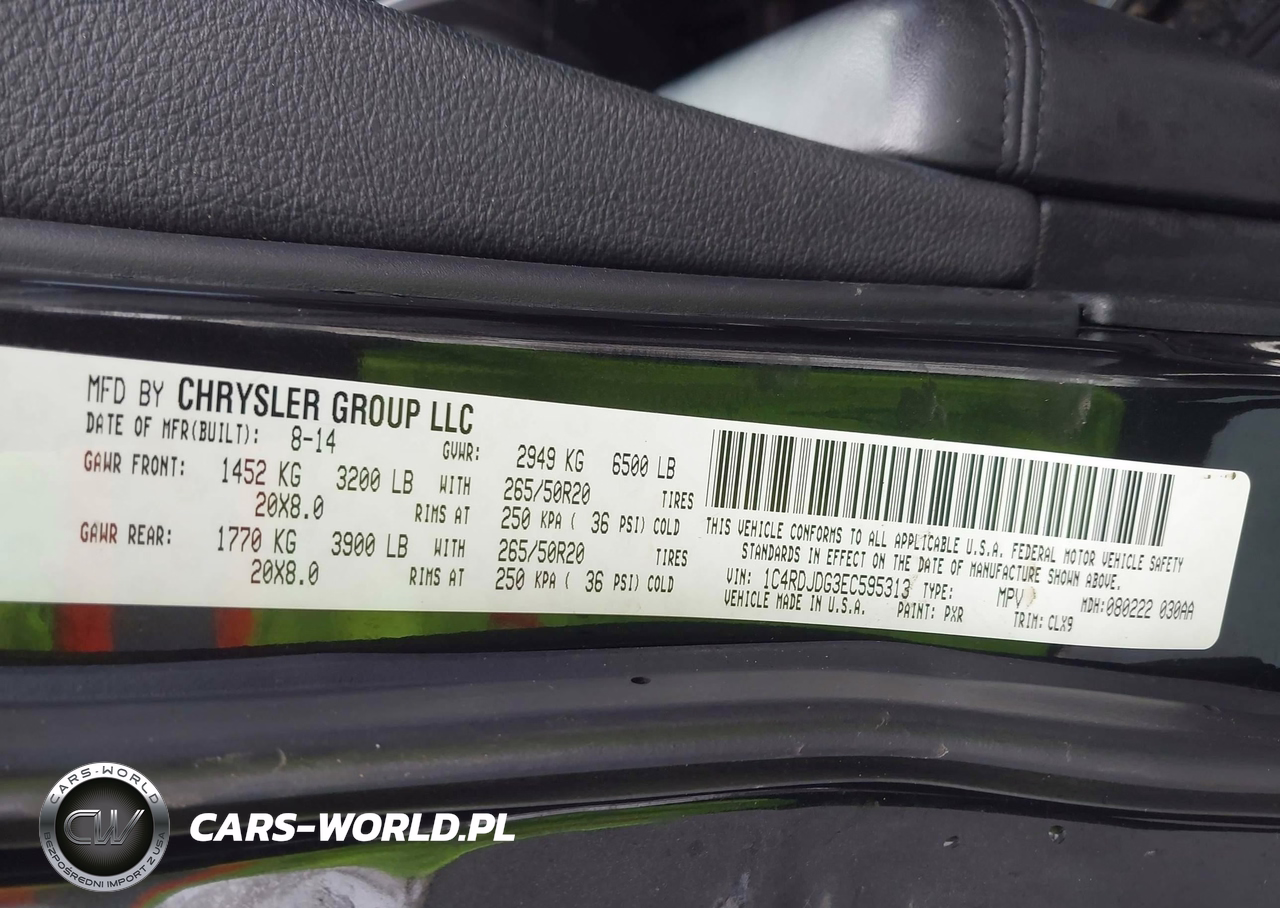 MFD BY CHRYSLER GROUP LLC
DATE OF MFR(BUILT): 8-14 GVWR: 2949 KG 6500 LB
GAWR FRONT: 1452 KG 3200 LB WITH 265/50R20 TIRES
20X8.0 RIMS AT 250 KPA ( 36 PSI) COLD
GAWR REAR: 1770 KG 3900 LB WITH 265/50R20 TIRES
20X8.0 RIMS AT 250 KPA ( 36 PSI) COLD
THIS VEHICLE CONFORMS TO ALL APPLICABLE U.S.A. FEDERAL MOTOR VEHICLE SAFETY
STANDARDS IN EFFECT ON THE DATE OF MANUFACTURE SHOWN ABOVE.
VIN: 1C4RDJDG3EC595313 TYPE: MPV MDH:080222 030AA
VEHICLE MADE IN U.S.A. PAINT: PXR TRIM: CLX9
CARS-WORLD
CW
BEZPOŚREDNI IMPORT Z USA
CARS-WORLD.PL